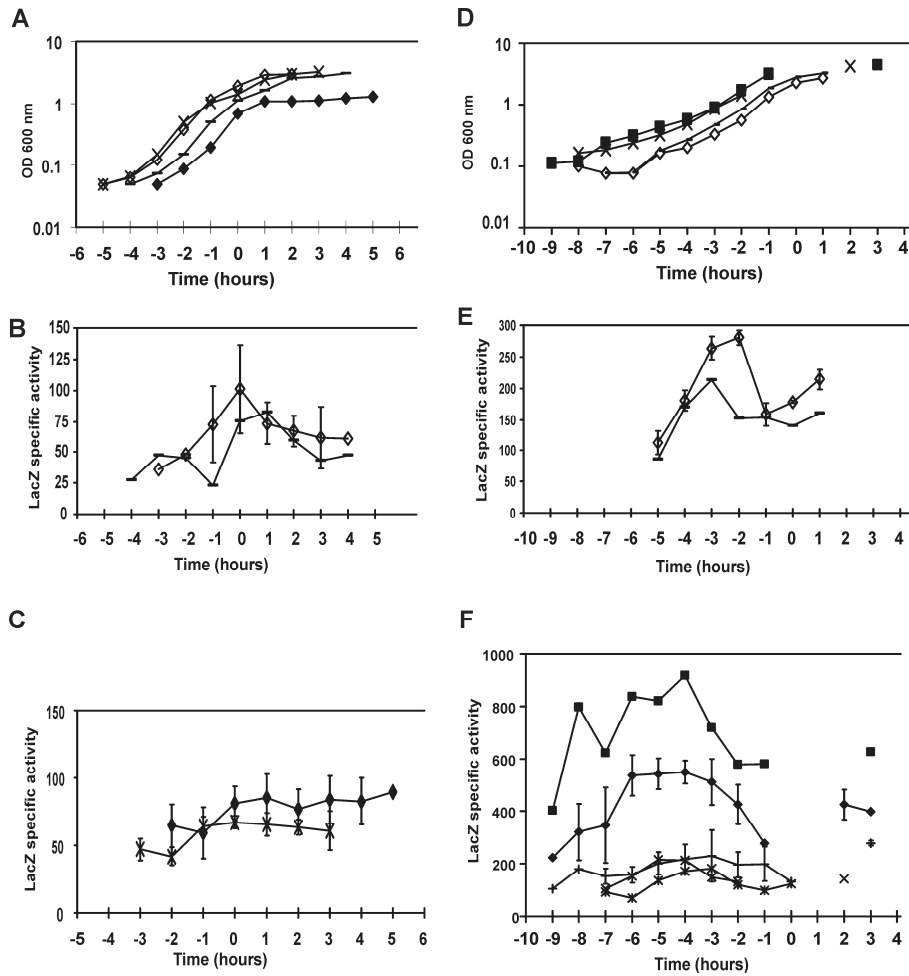 A
10
1
0.1
0.01
OD 600 nm
-6 -5 -4 -3 -2 -1 0 1 2 3 4 5 6
Time (hours)
B
150
125
100
75
50
25
0
LacZ specific activity
-6 -5 -4 -3 -2 -1 0 1 2 3 4 5
Time (hours)
C
150
100
50
0
LacZ specific activity
-5 -4 -3 -2 -1 0 1 2 3 4 5 6
Time (hours)
D
10
1
0.1
0.01
OD 600 nm
-10 -9 -8 -7 -6 -5 -4 -3 -2 -1 0 1 2 3 4
Time (hours)
E
300
250
200
150
100
50
0
LacZ specific activity
-10 -9 -8 -7 -6 -5 -4 -3 -2 -1 0 1 2 3 4
Time (hours)
F
1000
800
600
400
200
0
LacZ specific activity
-10 -9 -8 -7 -6 -5 -4 -3 -2 -1 0 1 2 3 4
Time (hours)